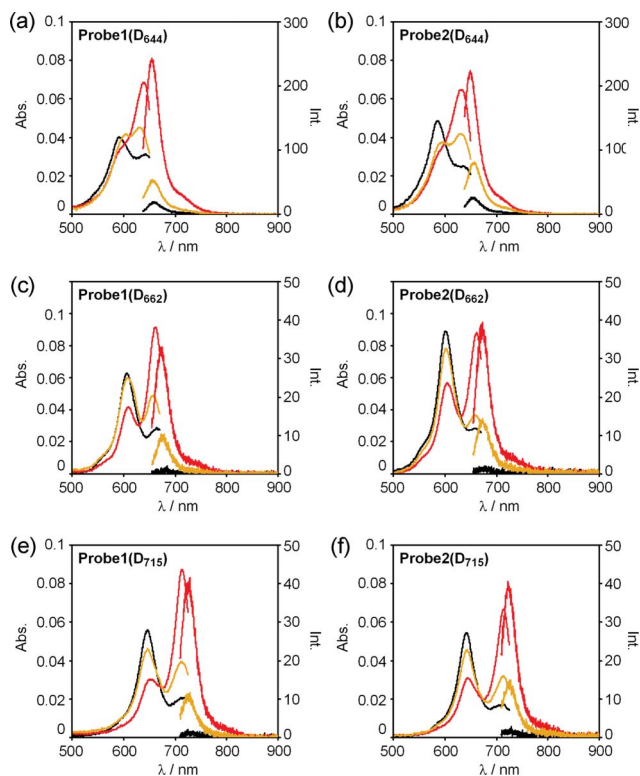 (a) Probe1(D644) (b) Probe2(D644)
0.1 300 0.1 300
0.08 0.08
200 200
0.06 0.06
Abs. Int. Abs. Int.
0.04 0.04
100 100
0.02 0.02
0 0 0 0
500 600 700 800 900 500 600 700 800 900
λ / nm λ / nm
(c) Probe1(D662) (d) Probe2(D662)
50 50
0.1 0.1
40 40
0.08 0.08
30 30
0.06 0.06
Abs. Int. Abs. Int.
0.04 20 0.04 20
0.02 10 0.02 10
0 0 0 0
500 600 700 800 900 500 600 700 800 900
λ / nm λ / nm
(e) Probe1(D715) (f) Probe2(D715)
0.1 50 0.1 50
0.08 40 0.08 40
0.06 30 0.06 30
Abs. Int. Abs. Int.
0.04 20 0.04 20
0.02 10 0.02 10
0 0 0 0
500 600 700 800 900 500 600 700 800 900
λ / nm λ / nm